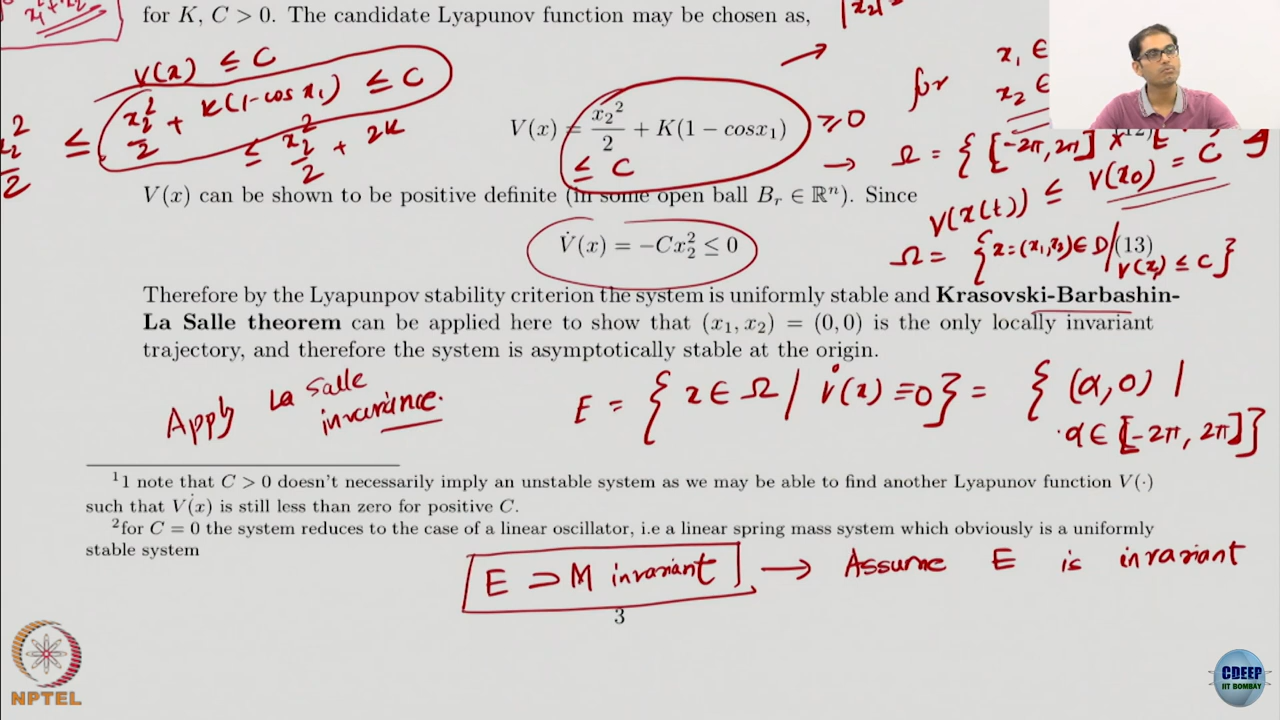 for K, C > 0. The candidate Lyapunov function may be chosen as,
|x₂|
V(x) ≤ C
x₂²/2 + K(1-cos x₁) ≤ C
≤ x₂²/2 + 2K
≤
x₁ ∈
for x₂ ∈
V(x) = x₂²/2 + K(1 − cosx₁) ≥ 0
≤ C
→ Ω = { [-2π, 2π] ×
V(x(t)) ≤ V(x₀) = C
V(x) can be shown to be positive definite (in some open ball Bᵣ ∈ ℝⁿ). Since
V̇(x) = −Cx₂² ≤ 0 (13)
Ω = { x = (x₁, x₂) ∈ D / V(x) ≤ C }
Therefore by the Lyapunpov stability criterion the system is uniformly stable and Krasovski-Barbashin-
La Salle theorem can be applied here to show that (x₁, x₂) = (0, 0) is the only locally invariant
trajectory, and therefore the system is asymptotically stable at the origin.
Apply La Salle invariance.
E = { x ∈ Ω / V̇(x) = 0 } = { (α, 0) |
α ∈ [-2π, 2π] }
¹1 note that C > 0 doesn't necessarily imply an unstable system as we may be able to find another Lyapunov function V(·)
such that V̇(x) is still less than zero for positive C.
²for C = 0 the system reduces to the case of a linear oscillator, i.e a linear spring mass system which obviously is a uniformly
stable system
E ⊃ M invariant → Assume E is invariant
3
NPTEL
CDEEP
IIT BOMBAY